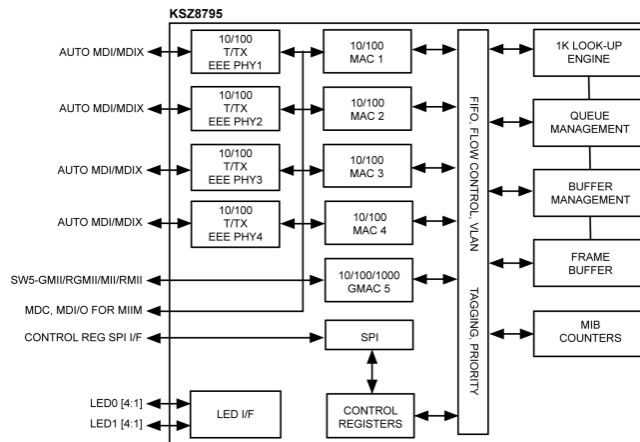 KSZ8795
AUTO MDI/MDIX
10/100
T/TX
EEE PHY1
10/100
MAC 1
1K LOOK-UP
ENGINE
AUTO MDI/MDIX
10/100
T/TX
EEE PHY2
10/100
MAC 2
QUEUE
MANAGEMENT
AUTO MDI/MDIX
10/100
T/TX
EEE PHY3
10/100
MAC 3
BUFFER
MANAGEMENT
AUTO MDI/MDIX
10/100
T/TX
EEE PHY4
10/100
MAC 4
FRAME
BUFFER
FIFO, FLOW CONTROL, VLAN TAGGING, PRIORITY
SW5-GMII/RGMII/MII/RMII
10/100/1000
GMAC 5
MDC, MDI/O FOR MIIM
CONTROL REG SPI I/F
SPI
MIB
COUNTERS
LED0 [4:1]
LED1 [4:1]
LED I/F
CONTROL
REGISTERS